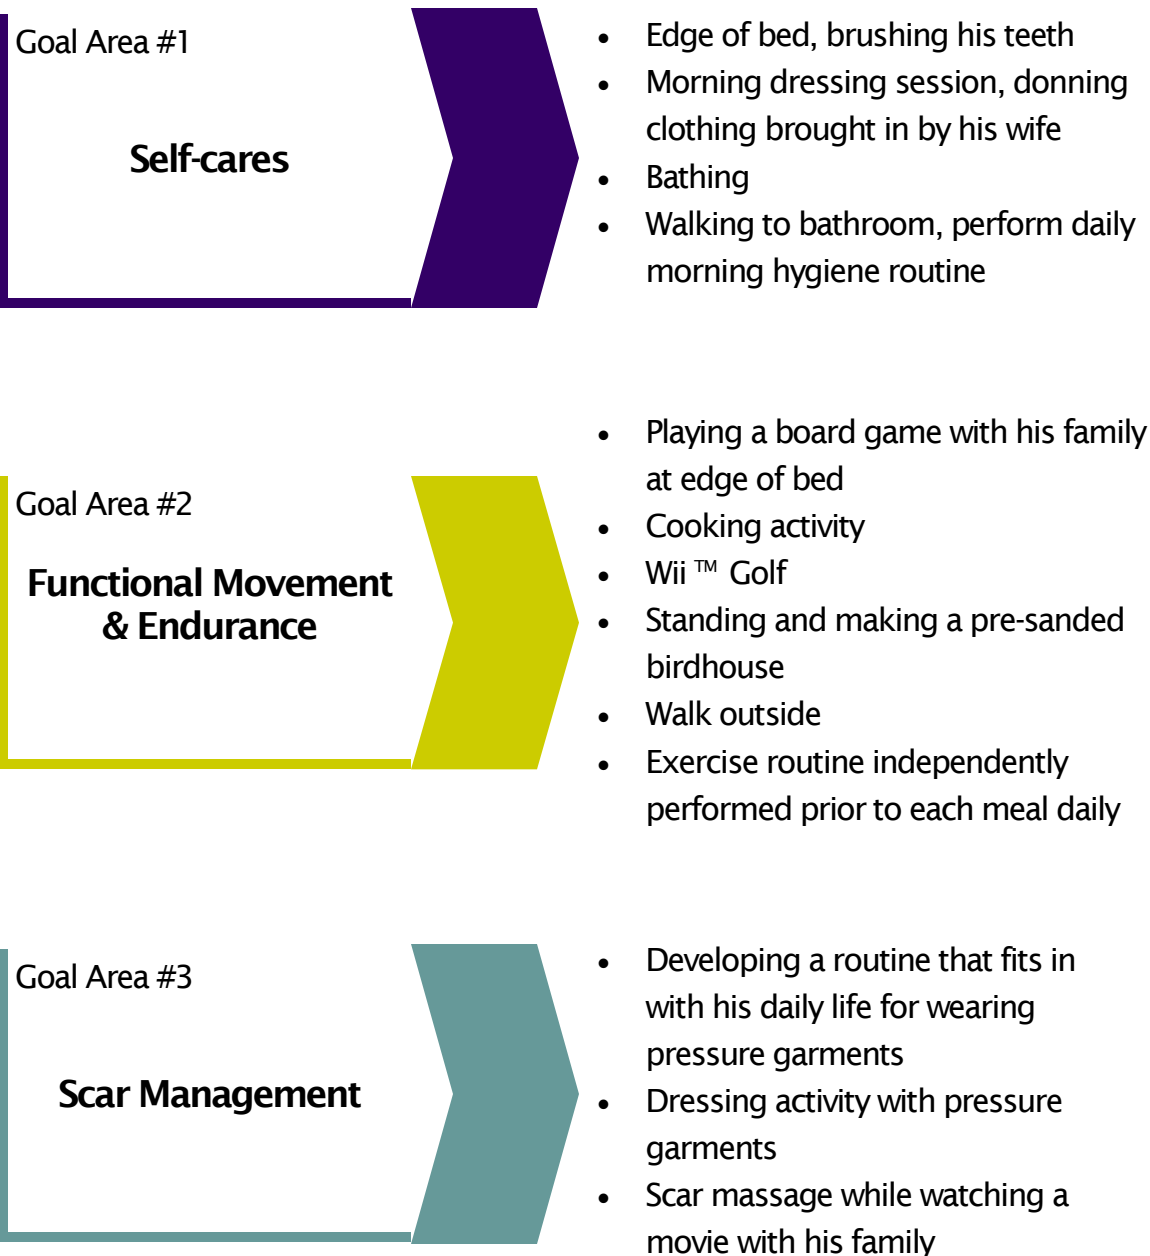 Goal Area #1
Self-cares
• Edge of bed, brushing his teeth
• Morning dressing session, donning
clothing brought in by his wife
• Bathing
• Walking to bathroom, perform daily
morning hygiene routine
Goal Area #2
Functional Movement
& Endurance
• Playing a board game with his family
at edge of bed
• Cooking activity
• Wii ™ Golf
• Standing and making a pre-sanded
birdhouse
• Walk outside
• Exercise routine independently
performed prior to each meal daily
Goal Area #3
Scar Management
• Developing a routine that fits in
with his daily life for wearing
pressure garments
• Dressing activity with pressure
garments
• Scar massage while watching a
movie with his family